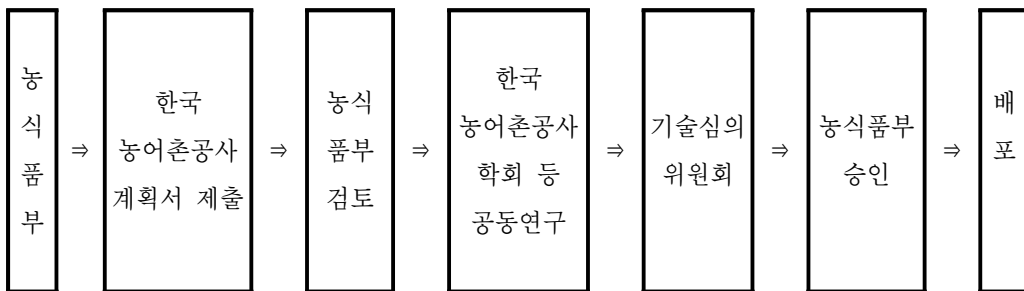 농
식
품
부
⇒
한국
농어촌공사
계획서 제출
⇒
농식
품부
검토
⇒
한국
농어촌공사
학회 등
공동연구
⇒
기술심의
위원회
⇒
농식품부
승인
⇒
배
포